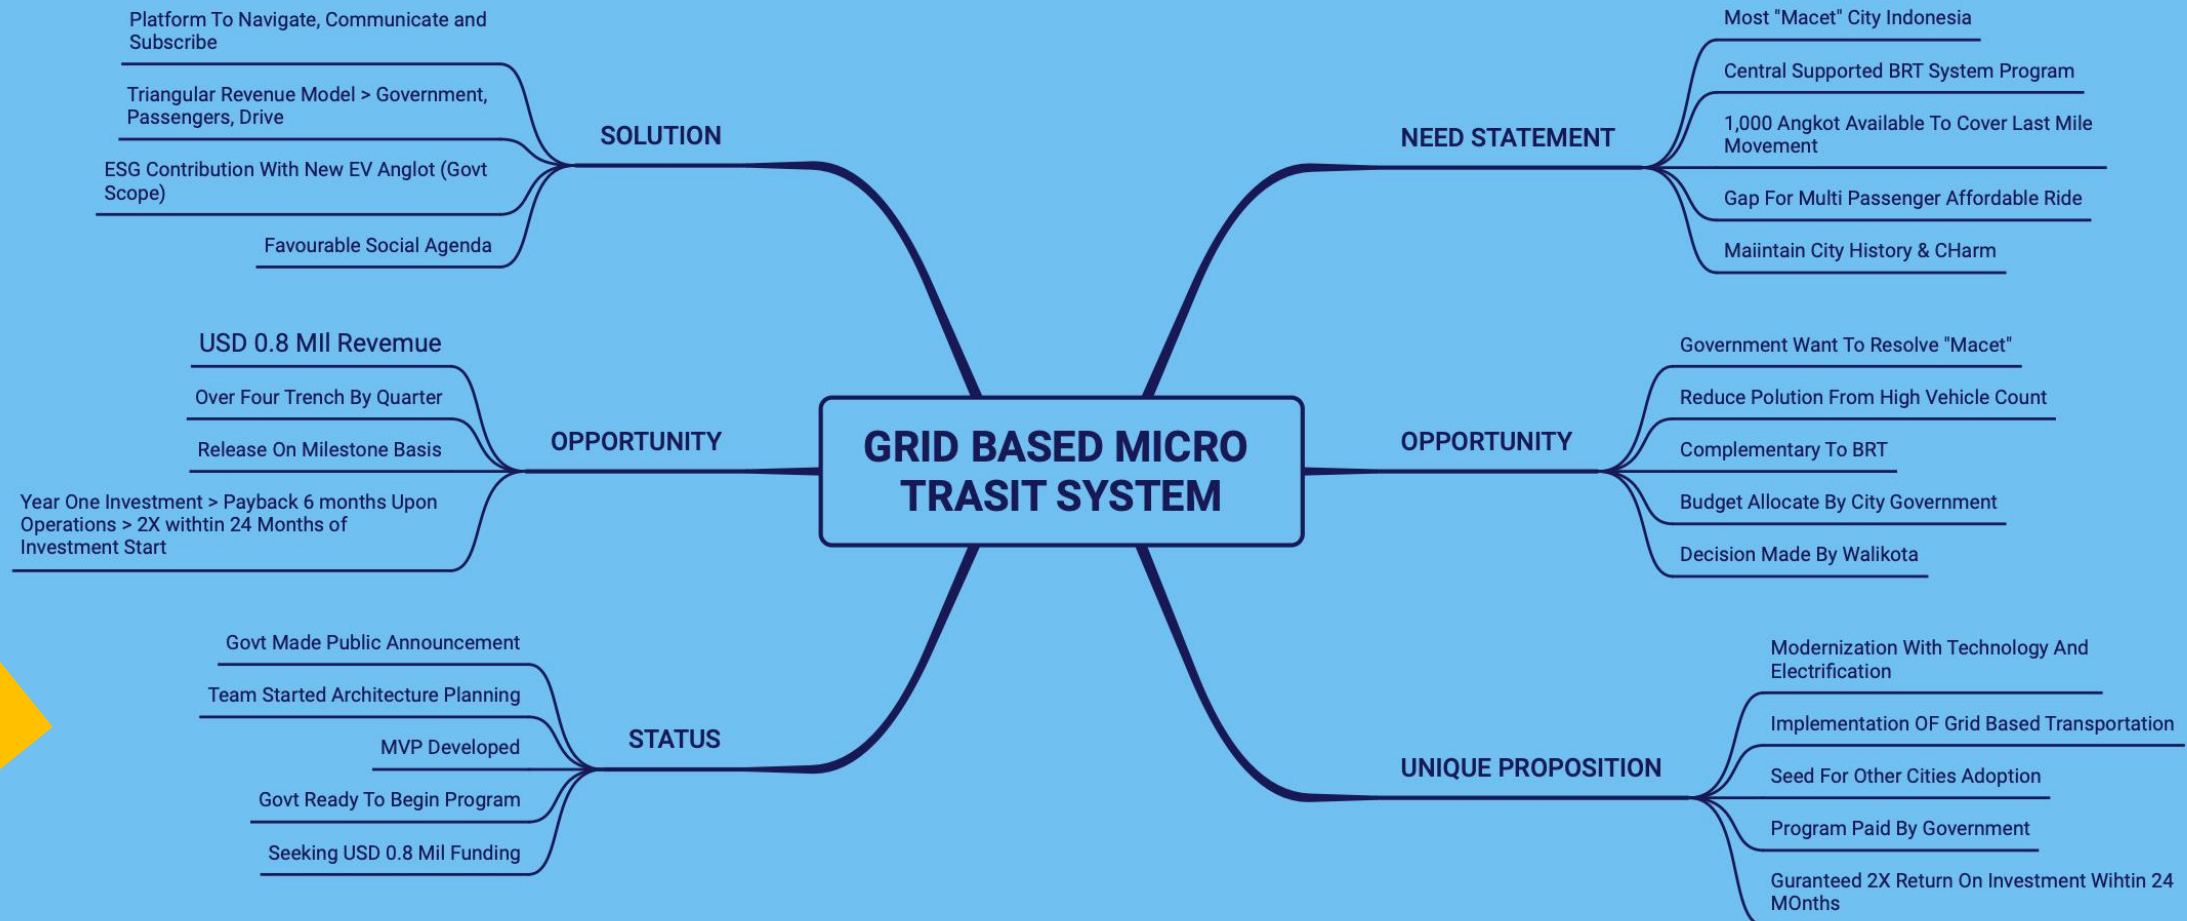 GRID BASED MICRO
TRASIT SYSTEM
SOLUTION
Platform To Navigate, Communicate and
Subscribe
Triangular Revenue Model > Government,
Passengers, Drive
ESG Contribution With New EV Anglot (Govt
Scope)
Favourable Social Agenda
OPPORTUNITY
USD 0.8 MIl Revemue
Over Four Trench By Quarter
Release On Milestone Basis
Year One Investment > Payback 6 months Upon
Operations > 2X withtin 24 Months of
Investment Start
STATUS
Govt Made Public Announcement
Team Started Architecture Planning
MVP Developed
Govt Ready To Begin Program
Seeking USD 0.8 Mil Funding
NEED STATEMENT
Most "Macet" City Indonesia
Central Supported BRT System Program
1,000 Angkot Available To Cover Last Mile
Movement
Gap For Multi Passenger Affordable Ride
Maiintain City History & CHarm
OPPORTUNITY
Government Want To Resolve "Macet"
Reduce Polution From High Vehicle Count
Complementary To BRT
Budget Allocate By City Government
Decision Made By Walikota
UNIQUE PROPOSITION
Modernization With Technology And
Electrification
Implementation OF Grid Based Transportation
Seed For Other Cities Adoption
Program Paid By Government
Guranteed 2X Return On Investment Wihtin 24
MOnths